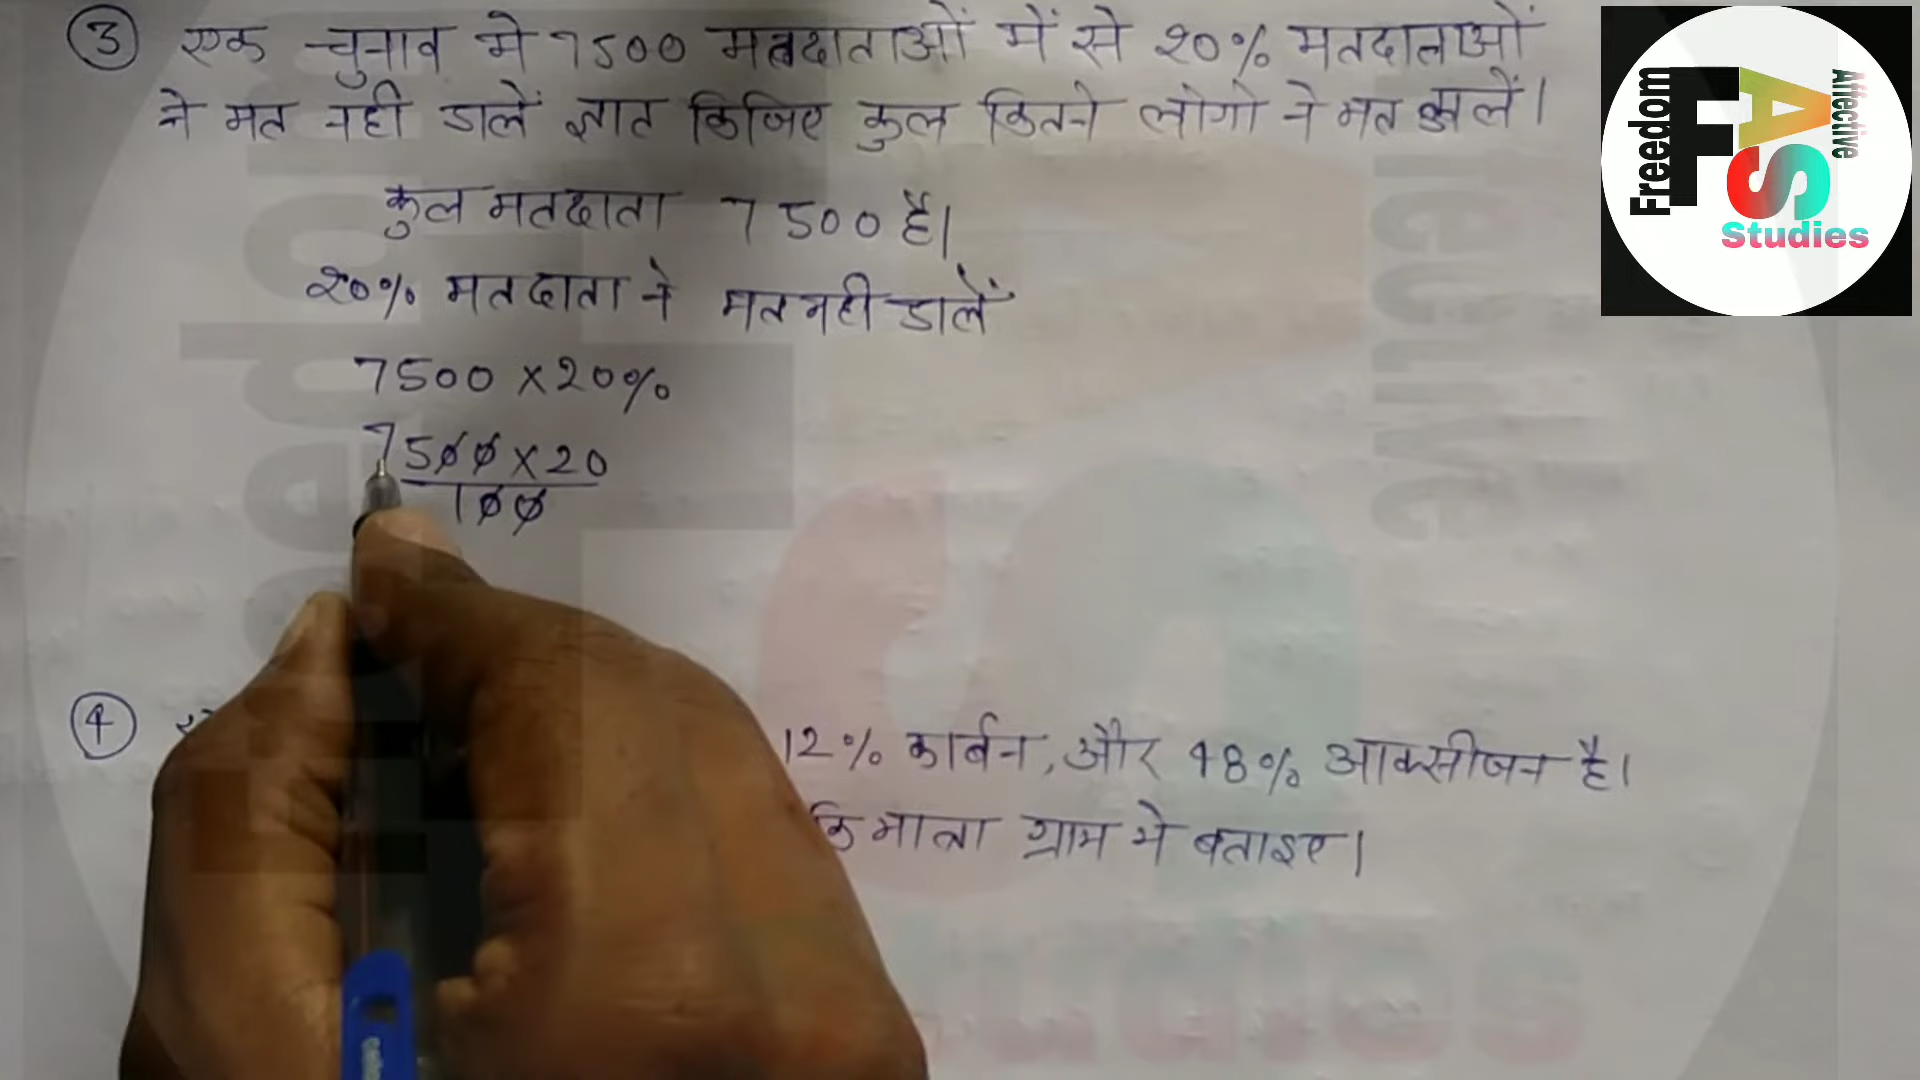 ③ एक चुनाव मे 7500 मतदाताओं में से 20% मतदाताओं
ने मत नही डालें ज्ञात किजिए कुल कितने लोगो ने मत डालें।
कुल मतदाता 7500 है।
20% मतदाता ने मत नही डालें
7500 × 20%
7500 × 20
100
④
12% कार्बन, और 48% आक्सीजन है।
कि मात्रा ग्राम मे बताइए।
Freedom
FAS
Affective
Studies